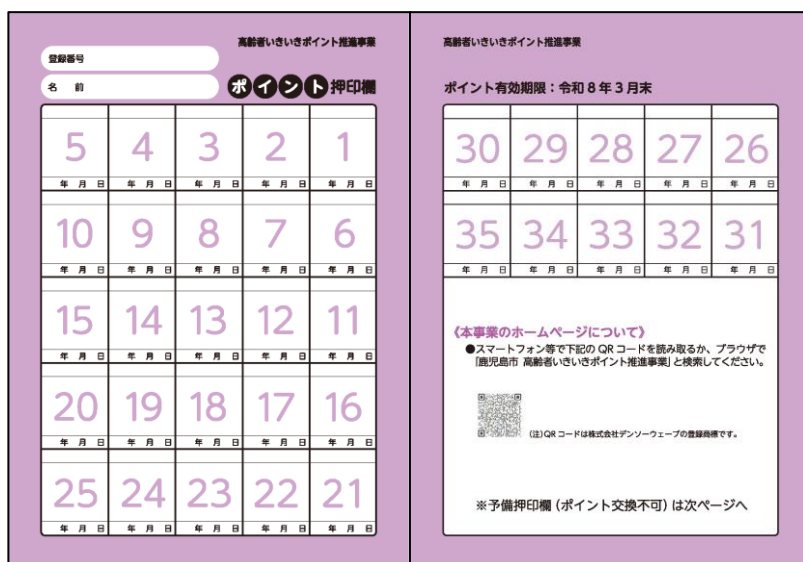 高齢者いきいきポイント推進事業
登録番号
名 前
ポイント押印欄
5 4 3 2 1
年 月 日 年 月 日 年 月 日 年 月 日 年 月 日
10 9 8 7 6
年 月 日 年 月 日 年 月 日 年 月 日 年 月 日
15 14 13 12 11
年 月 日 年 月 日 年 月 日 年 月 日 年 月 日
20 19 18 17 16
年 月 日 年 月 日 年 月 日 年 月 日 年 月 日
25 24 23 22 21
年 月 日 年 月 日 年 月 日 年 月 日 年 月 日
高齢者いきいきポイント推進事業
ポイント有効期限：令和8年3月末
30 29 28 27 26
年 月 日 年 月 日 年 月 日 年 月 日 年 月 日
35 34 33 32 31
年 月 日 年 月 日 年 月 日 年 月 日 年 月 日
《本事業のホームページについて》
●スマートフォン等で下記のQRコードを読み取るか、ブラウザで
「鹿児島市 高齢者いきいきポイント推進事業」と検索してください。
(注)QRコードは株式会社デンソーウェーブの登録商標です。
※予備押印欄(ポイント交換不可)は次ページへ